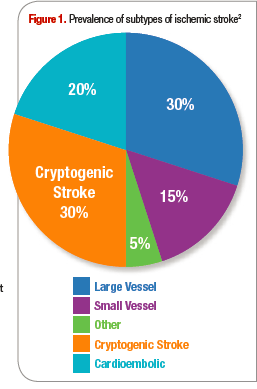 Figure 1. Prevalence of subtypes of ischemic stroke²
20%
30%
Cryptogenic
Stroke
30%
15%
5%
t
Large Vessel
Small Vessel
Other
Cryptogenic Stroke
Cardioembolic